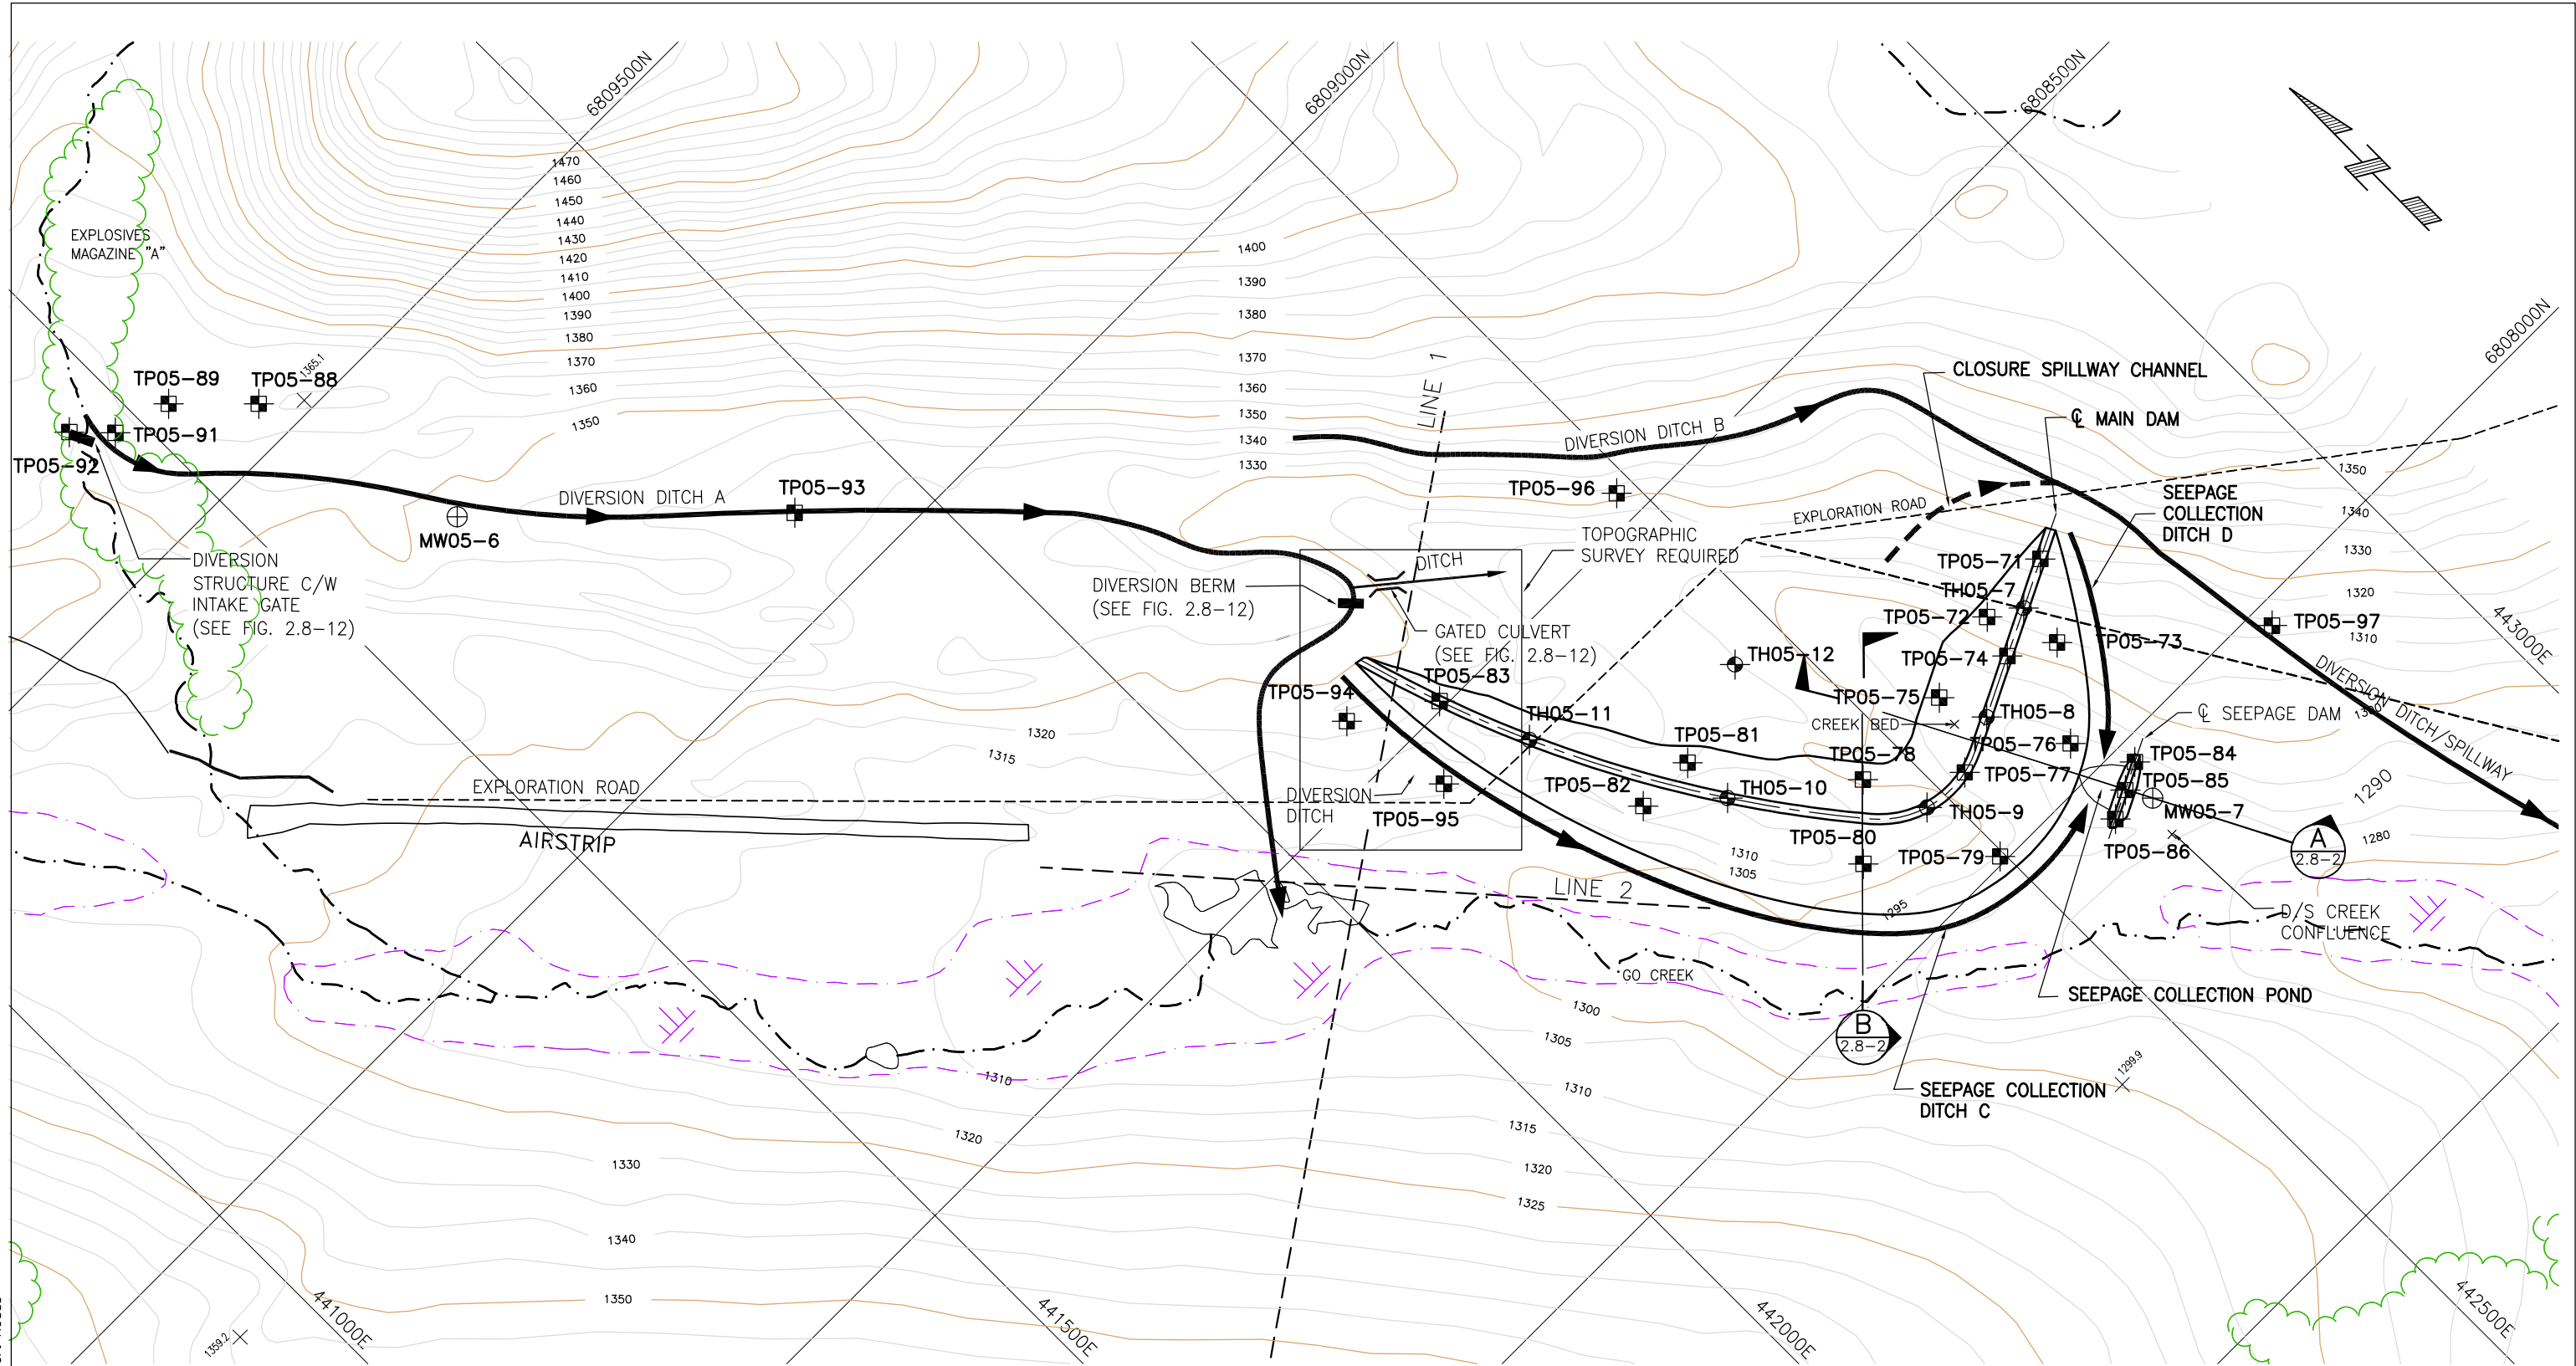 6809500N
6809000N
6808500N
6808000N
443000E
1470
1460
1450
1440
1430
1420
1410
1400
1390
1380
1370
1360
1350
EXPLOSIVES
MAGAZINE "A"
1400
1390
1380
1370
1360
1350
1340
1330
LINE 1
1365.1
TP05-89
TP05-88
TP05-91
TP05-92
DIVERSION DITCH A
TP05-93
MW05-6
DIVERSION
STRUCTURE C/W
INTAKE GATE
(SEE FIG. 2.8-12)
DIVERSION DITCH B
TP05-96
CLOSURE SPILLWAY CHANNEL
℄ MAIN DAM
SEEPAGE
COLLECTION
DITCH D
EXPLORATION ROAD
TOPOGRAPHIC
SURVEY REQUIRED
1350
1340
1330
1320
1310
1300
DITCH
DIVERSION BERM
(SEE FIG. 2.8-12)
GATED CULVERT
(SEE FIG. 2.8-12)
TP05-71
TH05-7
TP05-72
TP05-73
TP05-97
TH05-12
TP05-74
TP05-75
TP05-83
TP05-94
TH05-11
TP05-81
CREEK BED
TH05-8
TP05-76
TP05-78
TP05-77
℄ SEEPAGE DAM
DIVERSION DITCH/SPILLWAY
TP05-84
TP05-85
MW05-7
TP05-86
1290
1280
1320
1315
EXPLORATION ROAD
AIRSTRIP
DIVERSION
DITCH
TP05-95
TP05-82
TH05-10
TH05-9
TP05-80
TP05-79
1310
1305
1295
A
2.8-2
LINE 2
D/S CREEK
CONFLUENCE
GO CREEK
SEEPAGE COLLECTION POND
B
2.8-2
1300
1305
1310
1310
1315
1320
1325
1299.9
SEEPAGE COLLECTION
DITCH C
1320
1330
1340
1350
1359.2
441000E
441500E
442000E
442500E